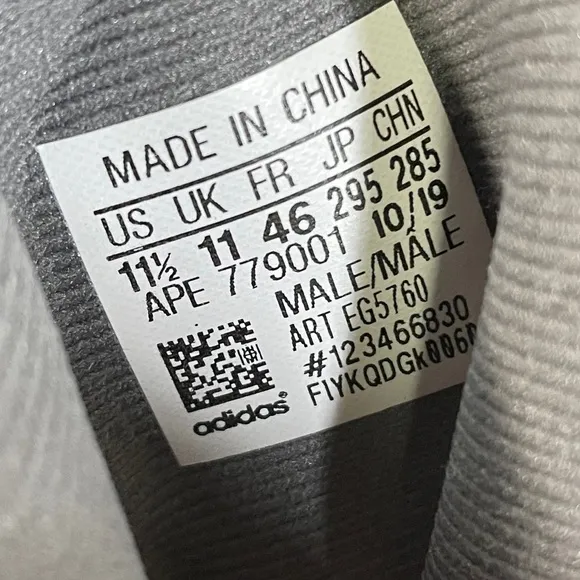 MADE IN CHINA
US UK FR JP CHN
11½ 11 46 295 285
APE 779001 10/19
MALE/MÂLE
ART EG5760
#123466830
adidas®